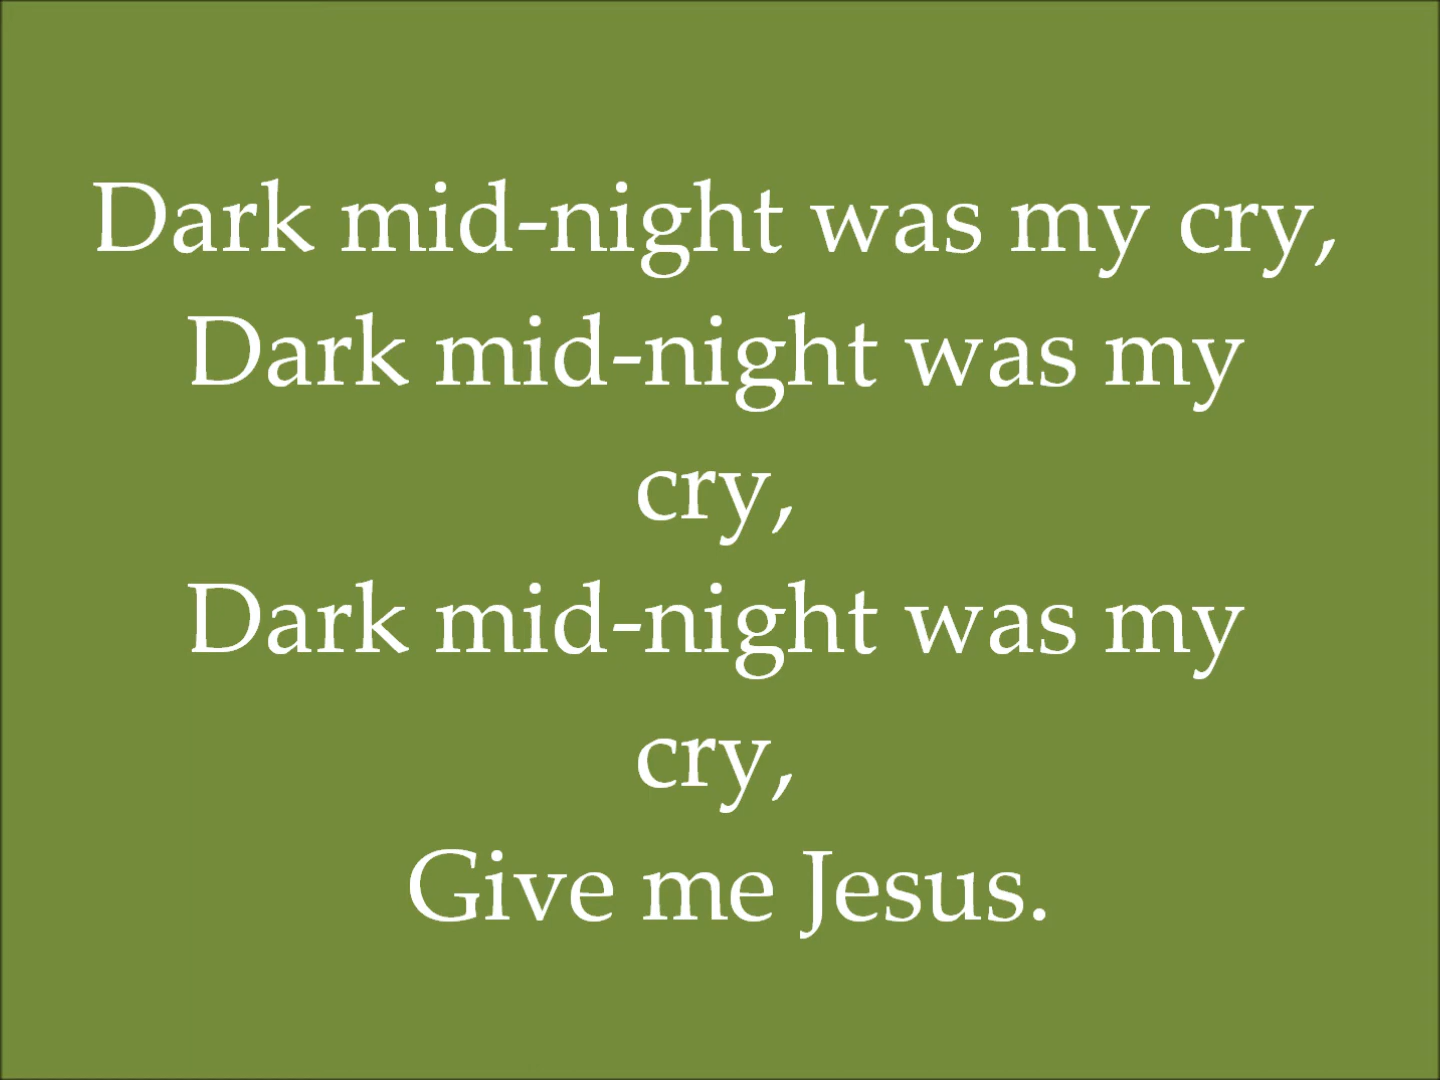 Dark mid-night was my cry,
Dark mid-night was my
cry,
Dark mid-night was my
cry,
Give me Jesus.